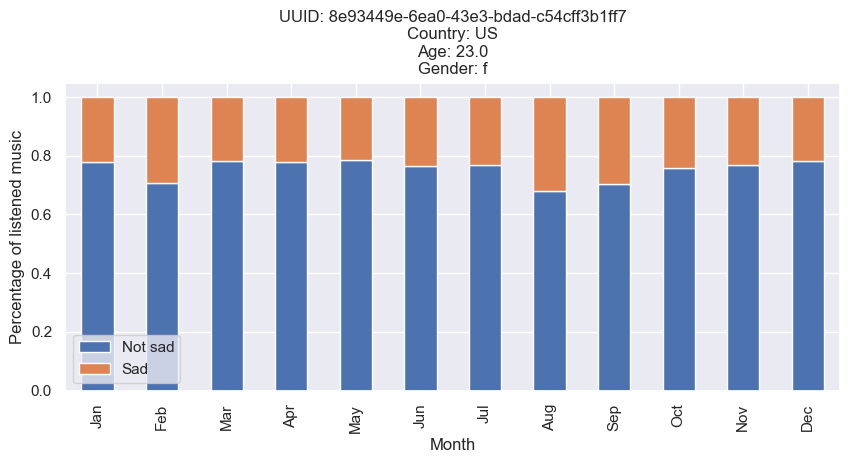 UUID: 8e93449e-6ea0-43e3-bdad-c54cff3b1ff7
Country: US
Age: 23.0
Gender: f
1.0
0.8
0.6
0.4
0.2
0.0
Percentage of listened music
Not sad
Sad
Jan Feb Mar Apr May Jun Jul Aug Sep Oct Nov Dec
Month